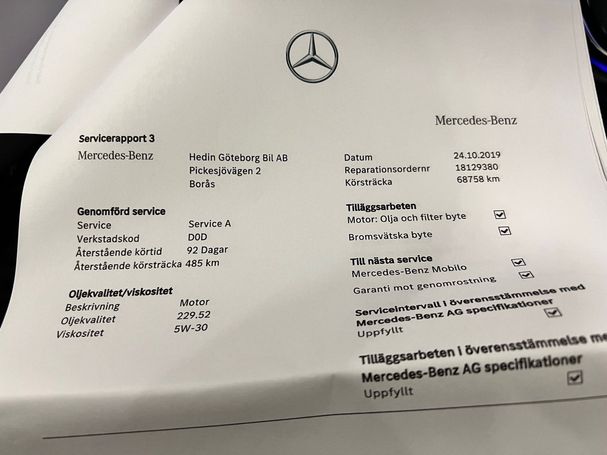 Mercedes-Benz
Servicerapport 3
Mercedes-Benz
Hedin Göteborg Bil AB
Pickesjövägen 2
Borås
Datum 24.10.2019
Reparationsordernr 18129380
Körsträcka 68758 km
Genomförd service
Service Service A
Verkstadskod D0D
Återstående körtid 92 Dagar
Återstående körsträcka 485 km
Oljekvalitet/viskositet
Beskrivning Motor
Oljekvalitet 229.52
Viskositet 5W-30
Tilläggsarbeten
Motor: Olja och filter byte
Bromsvätska byte
Till nästa service
Mercedes-Benz Mobilo
Garanti mot genomrostning
Serviceintervall i överensstämmelse med
Mercedes-Benz AG specifikationer
Uppfyllt
Tilläggsarbeten i överensstämmelse
Mercedes-Benz AG specifikationer
Uppfyllt